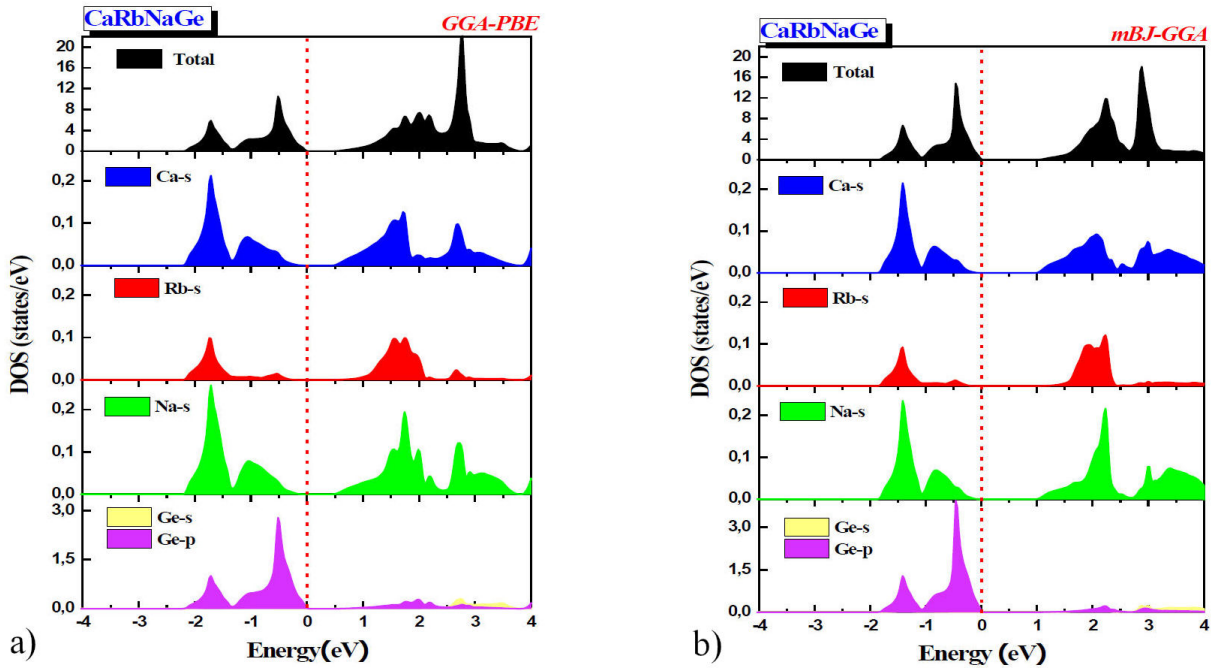 CaRbNaGe
GGA-PBE
20
16
12
8
4
0
Total
0,2
0,1
0,0
Ca-s
0,2
0,1
0,0
Rb-s
0,2
0,1
0,0
Na-s
3,0
1,5
0,0
Ge-s
Ge-p
DOS (states/eV)
-4 -3 -2 -1 0 1 2 3 4
Energy(eV)
a)
CaRbNaGe
mBJ-GGA
20
16
12
8
4
0
Total
0,2
0,1
0,0
Ca-s
0,2
0,1
0,0
Rb-s
0,2
0,1
0,0
Na-s
3,0
1,5
0,0
Ge-s
Ge-p
DOS (states/eV)
-4 -3 -2 -1 0 1 2 3 4
Energy (eV)
b)